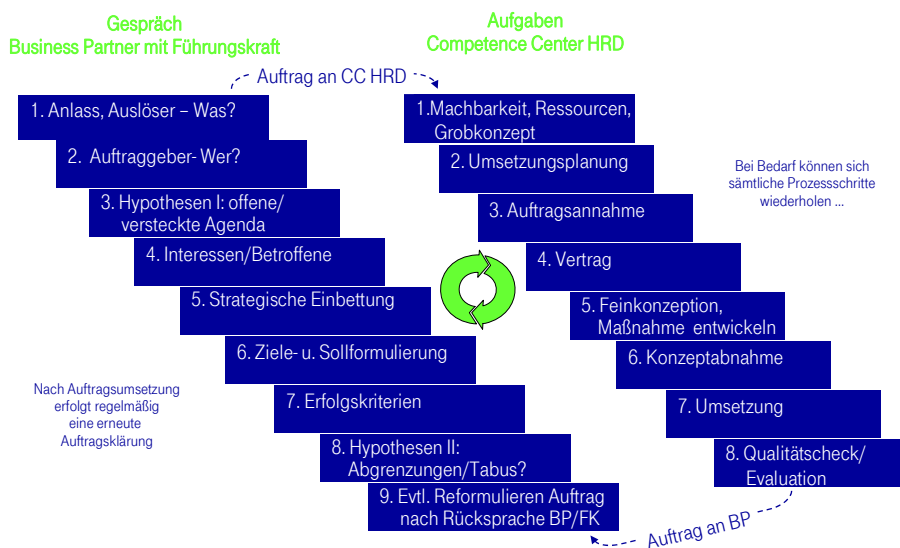 Gespräch
Business Partner mit Führungskraft
Aufgaben
Competence Center HRD
Auftrag an CC HRD
1. Anlass, Auslöser – Was?
2. Auftraggeber- Wer?
3. Hypothesen I: offene/
versteckte Agenda
4. Interessen/Betroffene
5. Strategische Einbettung
6. Ziele- u. Sollformulierung
7. Erfolgskriterien
8. Hypothesen II:
Abgrenzungen/Tabus?
9. Evtl. Reformulieren Auftrag
nach Rücksprache BP/FK
1.Machbarkeit, Ressourcen,
Grobkonzept
2. Umsetzungsplanung
3. Auftragsannahme
4. Vertrag
5. Feinkonzeption,
Maßnahme entwickeln
6. Konzeptabnahme
7. Umsetzung
8. Qualitätscheck/
Evaluation
Auftrag an BP
Bei Bedarf können sich
sämtliche Prozessschritte
wiederholen ...
Nach Auftragsumsetzung
erfolgt regelmäßig
eine erneute
Auftragsklärung